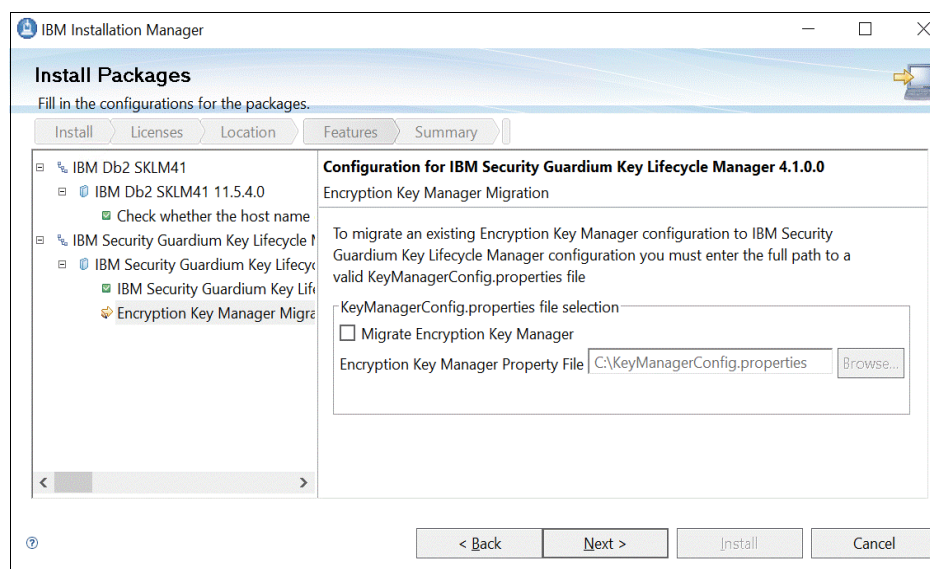 IBM Installation Manager
Install Packages
Fill in the configurations for the packages.
Install Licenses Location Features Summary
IBM Db2 SKLM41
IBM Db2 SKLM41 11.5.4.0
Check whether the host name
IBM Security Guardium Key Lifecycle
IBM Security Guardium Key Lifecy
IBM Security Guardium Key Life
Encryption Key Manager Migra
Configuration for IBM Security Guardium Key Lifecycle Manager 4.1.0.0
Encryption Key Manager Migration
To migrate an existing Encryption Key Manager configuration to IBM Security
Guardium Key Lifecycle Manager configuration you must enter the full path to a
valid KeyManagerConfig.properties file
KeyManagerConfig.properties file selection
Migrate Encryption Key Manager
Encryption Key Manager Property File C:\KeyManagerConfig.properties Browse...
? < Back Next > Install Cancel